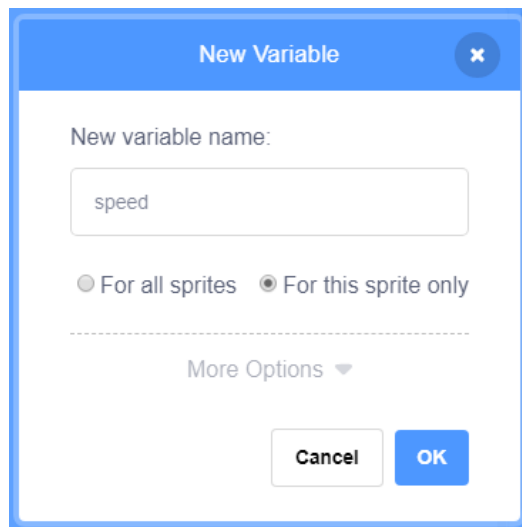 New Variable
New variable name:
speed
For all sprites For this sprite only
More Options
Cancel OK